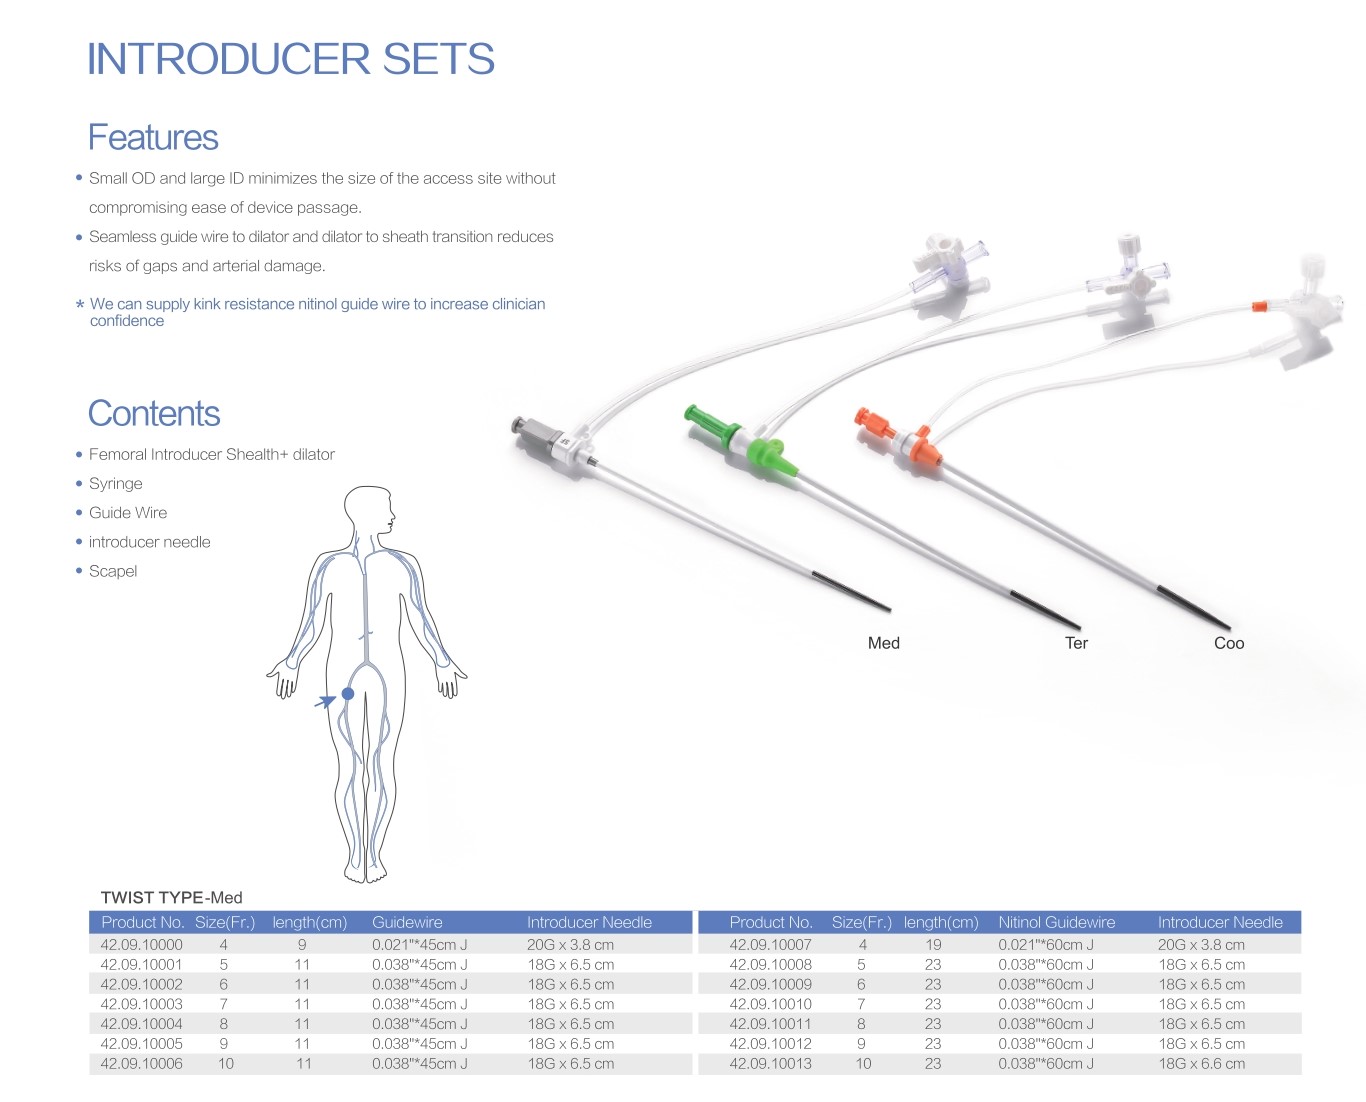 INTRODUCER SETS
Features
• Small OD and large ID minimizes the size of the access site without
compromising ease of device passage.
• Seamless guide wire to dilator and dilator to sheath transition reduces
risks of gaps and arterial damage.
* We can supply kink resistance nitinol guide wire to increase clinician
confidence
Contents
• Femoral Introducer Shealth+ dilator
• Syringe
• Guide Wire
• introducer needle
• Scapel
Med
Ter
Coo
TWIST TYPE-Med
Product No. Size(Fr.) length(cm) Guidewire Introducer Needle
42.09.10000 4 9 0.021"*45cm J 20G x 3.8 cm
42.09.10001 5 11 0.038"*45cm J 18G x 6.5 cm
42.09.10002 6 11 0.038"*45cm J 18G x 6.5 cm
42.09.10003 7 11 0.038"*45cm J 18G x 6.5 cm
42.09.10004 8 11 0.038"*45cm J 18G x 6.5 cm
42.09.10005 9 11 0.038"*45cm J 18G x 6.5 cm
42.09.10006 10 11 0.038"*45cm J 18G x 6.5 cm
Product No. Size(Fr.) length(cm) Nitinol Guidewire Introducer Needle
42.09.10007 4 19 0.021"*60cm J 20G x 3.8 cm
42.09.10008 5 23 0.038"*60cm J 18G x 6.5 cm
42.09.10009 6 23 0.038"*60cm J 18G x 6.5 cm
42.09.10010 7 23 0.038"*60cm J 18G x 6.5 cm
42.09.10011 8 23 0.038"*60cm J 18G x 6.5 cm
42.09.10012 9 23 0.038"*60cm J 18G x 6.5 cm
42.09.10013 10 23 0.038"*60cm J 18G x 6.6 cm